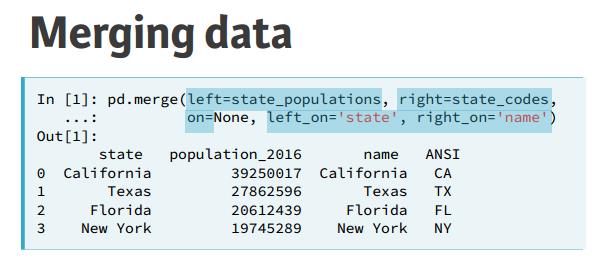 Merging data
In [1]: pd.merge(left=state_populations, right=state_codes,
...: on=None, left_on='state', right_on='name')
Out[1]:
state population_2016 name ANSI
0 California 39250017 California CA
1 Texas 27862596 Texas TX
2 Florida 20612439 Florida FL
3 New York 19745289 New York NY